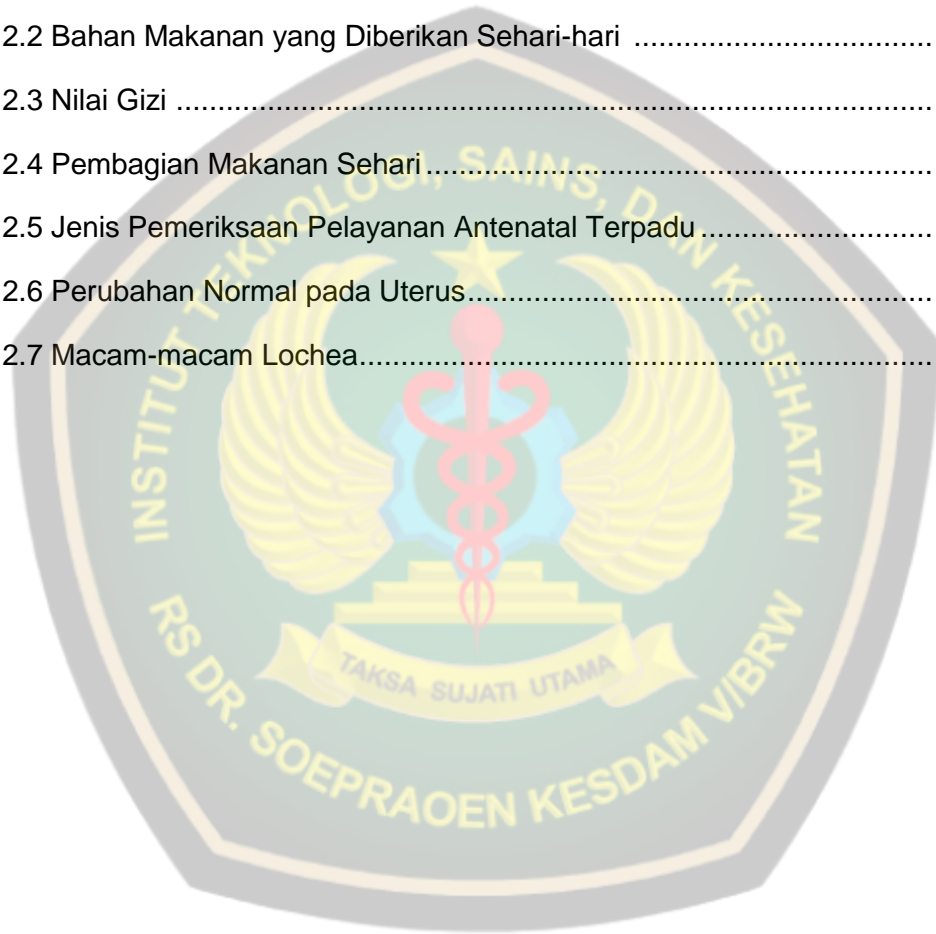 2.2 Bahan Makanan yang Diberikan Sehari-hari ....................................
2.3 Nilai Gizi ...........................................................................................
2.4 Pembagian Makanan Sehari .............................................................
2.5 Jenis Pemeriksaan Pelayanan Antenatal Terpadu ............................
2.6 Perubahan Normal pada Uterus........................................................
2.7 Macam-macam Lochea.....................................................................
INSTITUT TEKNOLOGI, SAINS, DAN KESEHATAN
TAKSA SUJATI UTAMA
RS DR. SOEPRAOEN KESDAM V/BRW